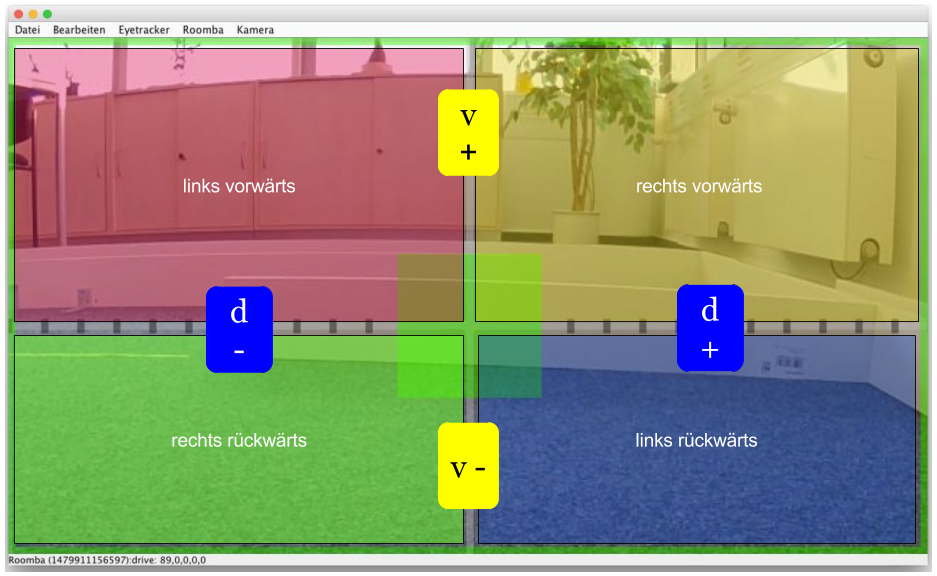 Datei Bearbeiten Eyetracker Roomba Kamera
v
+
links vorwärts
rechts vorwärts
d
-
d
+
rechts rückwärts
links rückwärts
v -
Roomba (1479911156597):drive: 89,0,0,0,0